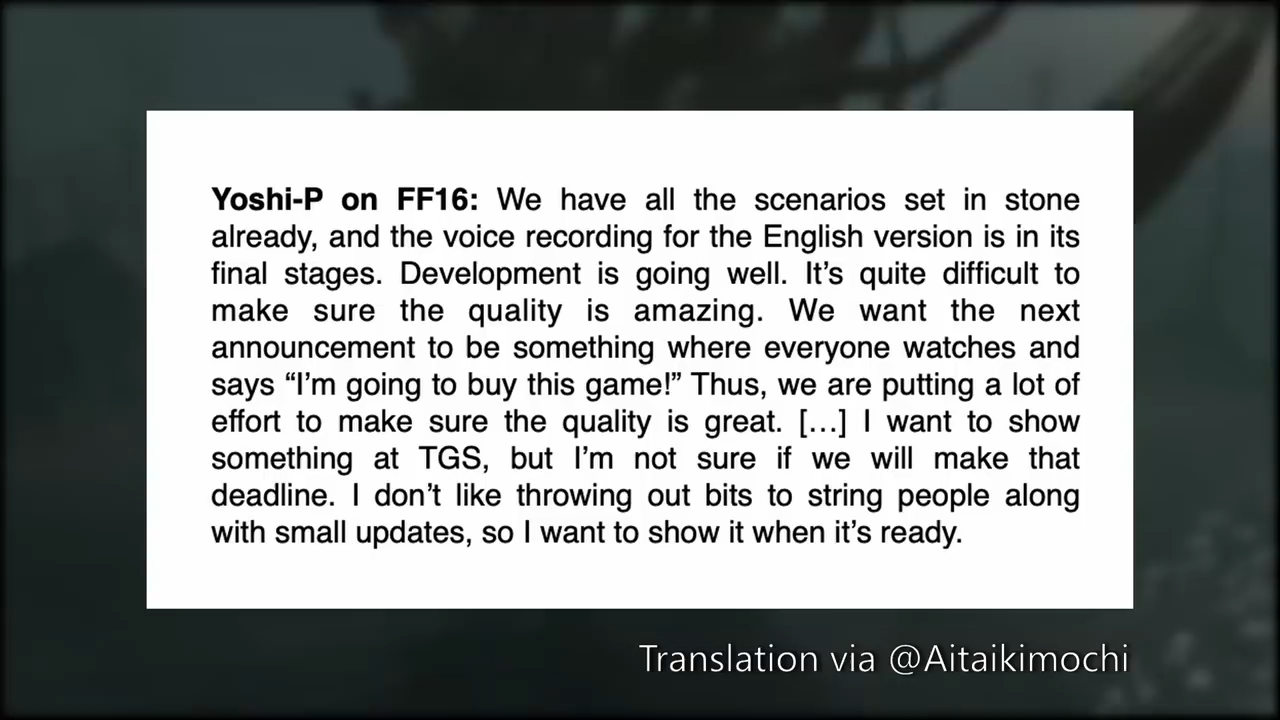 Yoshi-P on FF16: We have all the scenarios set in stone
already, and the voice recording for the English version is in its
final stages. Development is going well. It’s quite difficult to
make sure the quality is amazing. We want the next
announcement to be something where everyone watches and
says “I’m going to buy this game!” Thus, we are putting a lot of
effort to make sure the quality is great. [...] I want to show
something at TGS, but I’m not sure if we will make that
deadline. I don’t like throwing out bits to string people along
with small updates, so I want to show it when it’s ready.
Translation via @Aitaikimochi